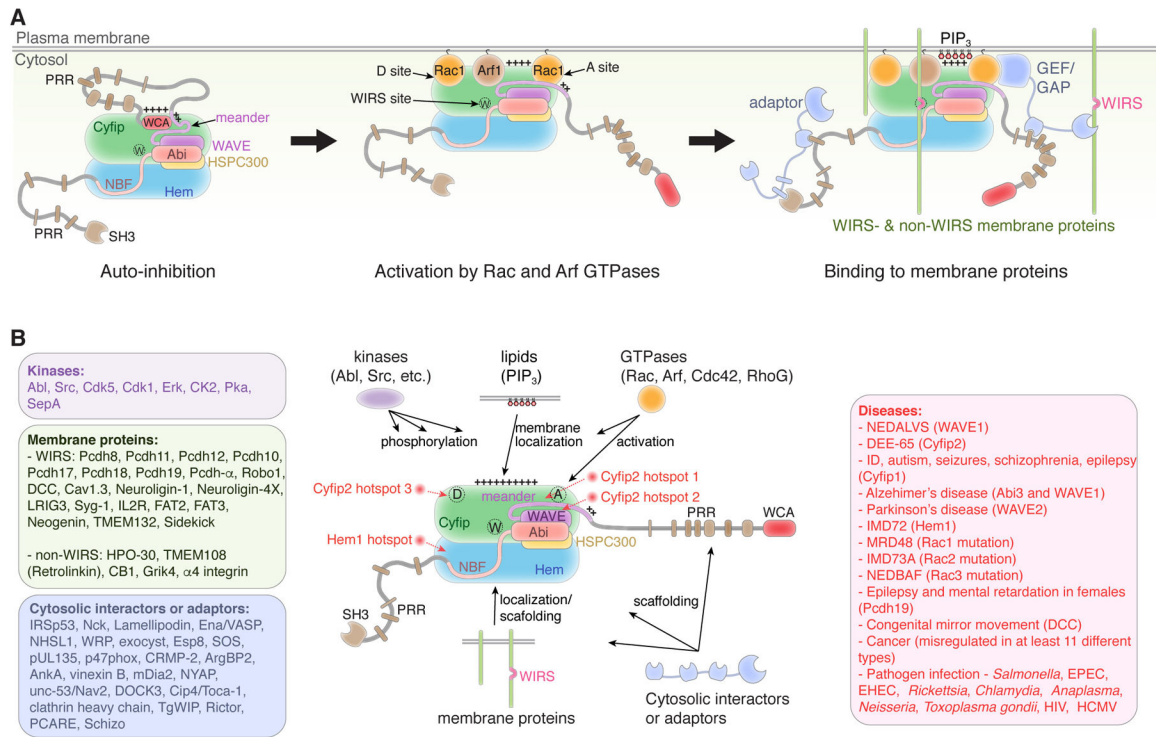 A
Plasma membrane
Cytosol
PRR
++++
WCA
++
meander
Cyfip
W
WAVE
Abi
HSPC300
NBF
Hem
PRR
SH3
Auto-inhibition
D site
Rac1
Arf1
++++
Rac1
A site
++
WIRS site
W
Activation by Rac and Arf GTPases
PIP3
++++
GEF/
GAP
adaptor
WIRS
WIRS- & non-WIRS membrane proteins
Binding to membrane proteins
B
Kinases:
Abl, Src, Cdk5, Cdk1, Erk, CK2, Pka,
SepA
Membrane proteins:
- WIRS: Pcdh8, Pcdh11, Pcdh12, Pcdh10,
Pcdh17, Pcdh18, Pcdh19, Pcdh-α, Robo1,
DCC, Cav1.3, Neuroligin-1, Neuroligin-4X,
LRIG3, Syg-1, IL2R, FAT2, FAT3,
Neogenin, TMEM132, Sidekick
- non-WIRS: HPO-30, TMEM108
(Retrolinkin), CB1, Grik4, α4 integrin
Cytosolic interactors or adaptors:
IRSp53, Nck, Lamellipodin, Ena/VASP,
NHSL1, WRP, exocyst, Esp8, SOS,
pUL135, p47phox, CRMP-2, ArgBP2,
AnkA, vinexin B, mDia2, NYAP,
unc-53/Nav2, DOCK3, Cip4/Toca-1,
clathrin heavy chain, TgWIP, Rictor,
PCARE, Schizo
kinases
(Abl, Src, etc.)
lipids
(PIP3)
GTPases
(Rac, Arf, Cdc42, RhoG)
phosphorylation
membrane
localization
activation
Cyfip2 hotspot 1
Cyfip2 hotspot 3
Cyfip2 hotspot 2
++++++++++
D
meander
A
++
Cyfip
W
WAVE
Abi
HSPC300
Hem1 hotspot
NBF
Hem
PRR
WCA
SH3
PRR
localization/
scafolding
scaffolding
WIRS
membrane proteins
Cytosolic interactors
or adaptors
Diseases:
- NEDALVS (WAVE1)
- DEE-65 (Cyfip2)
- ID, autism, seizures, schizophrenia, epilepsy
(Cyfip1)
- Alzehimer's disease (Abi3 and WAVE1)
- Parkinson's disease (WAVE2)
- IMD72 (Hem1)
- MRD48 (Rac1 mutation)
- IMD73A (Rac2 mutation)
- NEDBAF (Rac3 mutation)
- Epilepsy and mental retardation in females
(Pcdh19)
- Congenital mirror movement (DCC)
- Cancer (misregulated in at least 11 different
types)
- Pathogen infection - Salmonella, EPEC,
EHEC, Rickettsia, Chlamydia, Anaplasma,
Neisseria, Toxoplasma gondii, HIV, HCMV